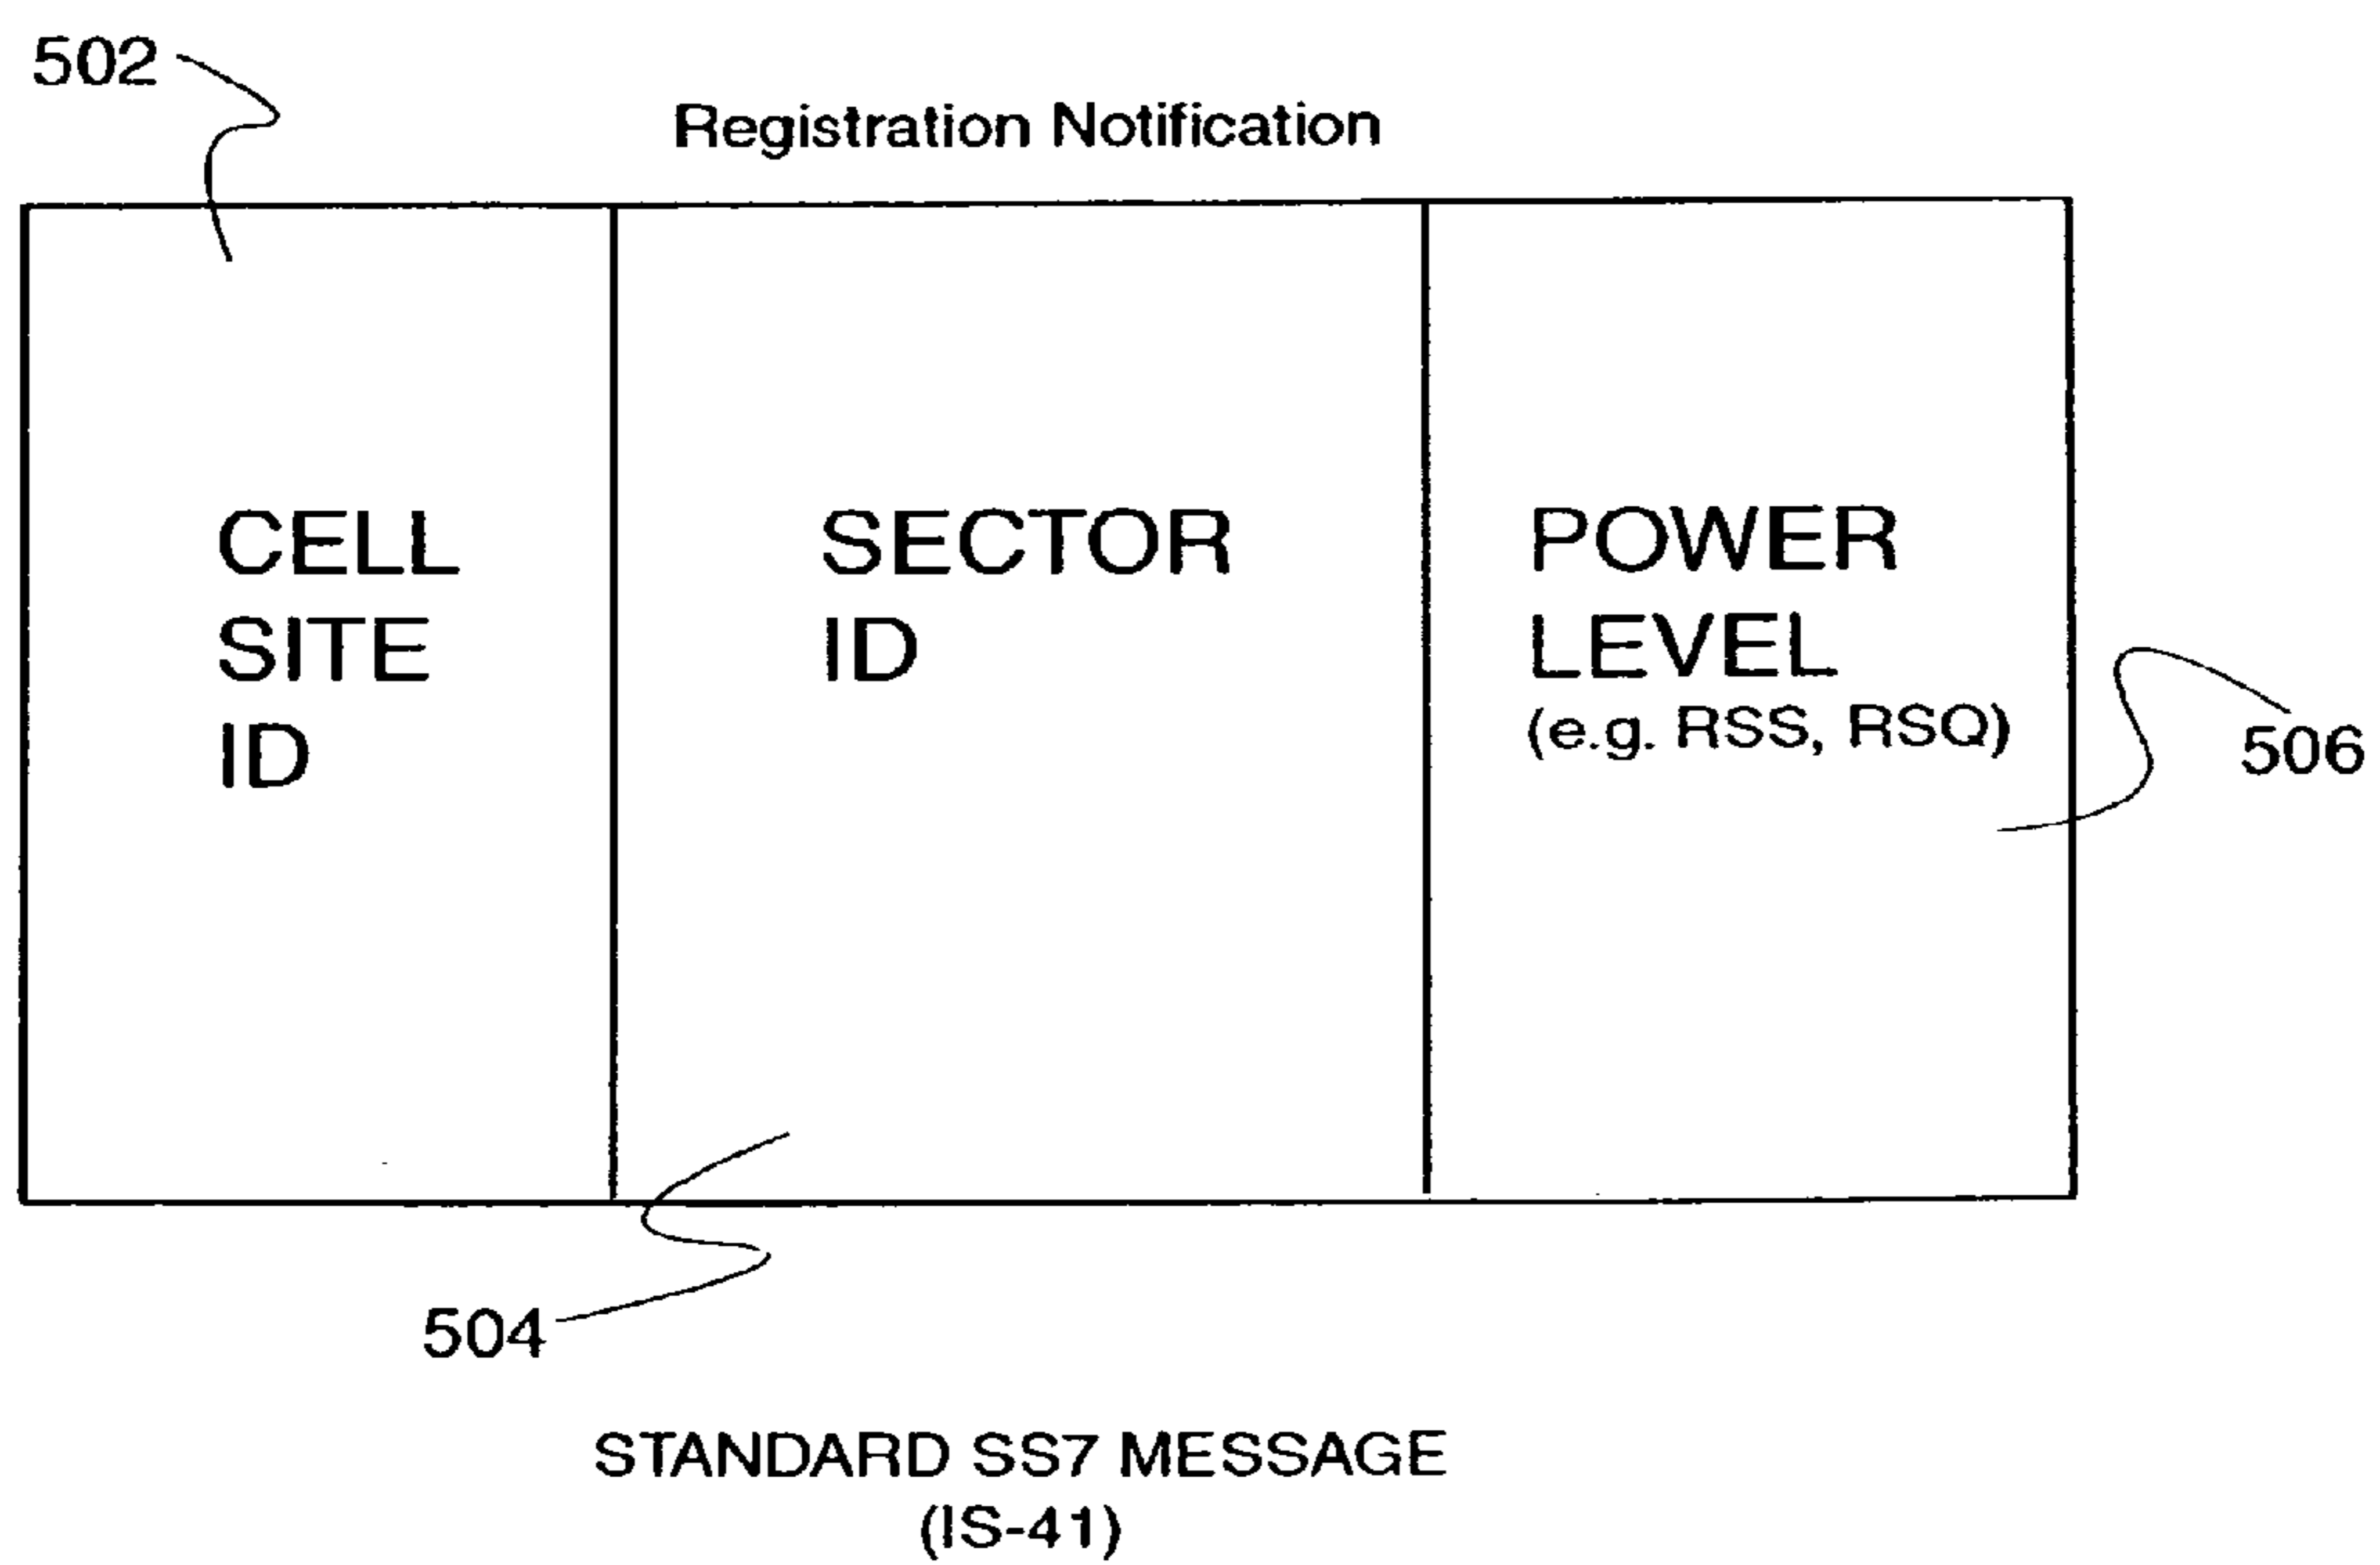 502
Registration Notification
CELL
SITE
ID
SECTOR
ID
POWER
LEVEL
(e.g. RSS, RSQ)
506
504
STANDARD SS7 MESSAGE
(IS-41)